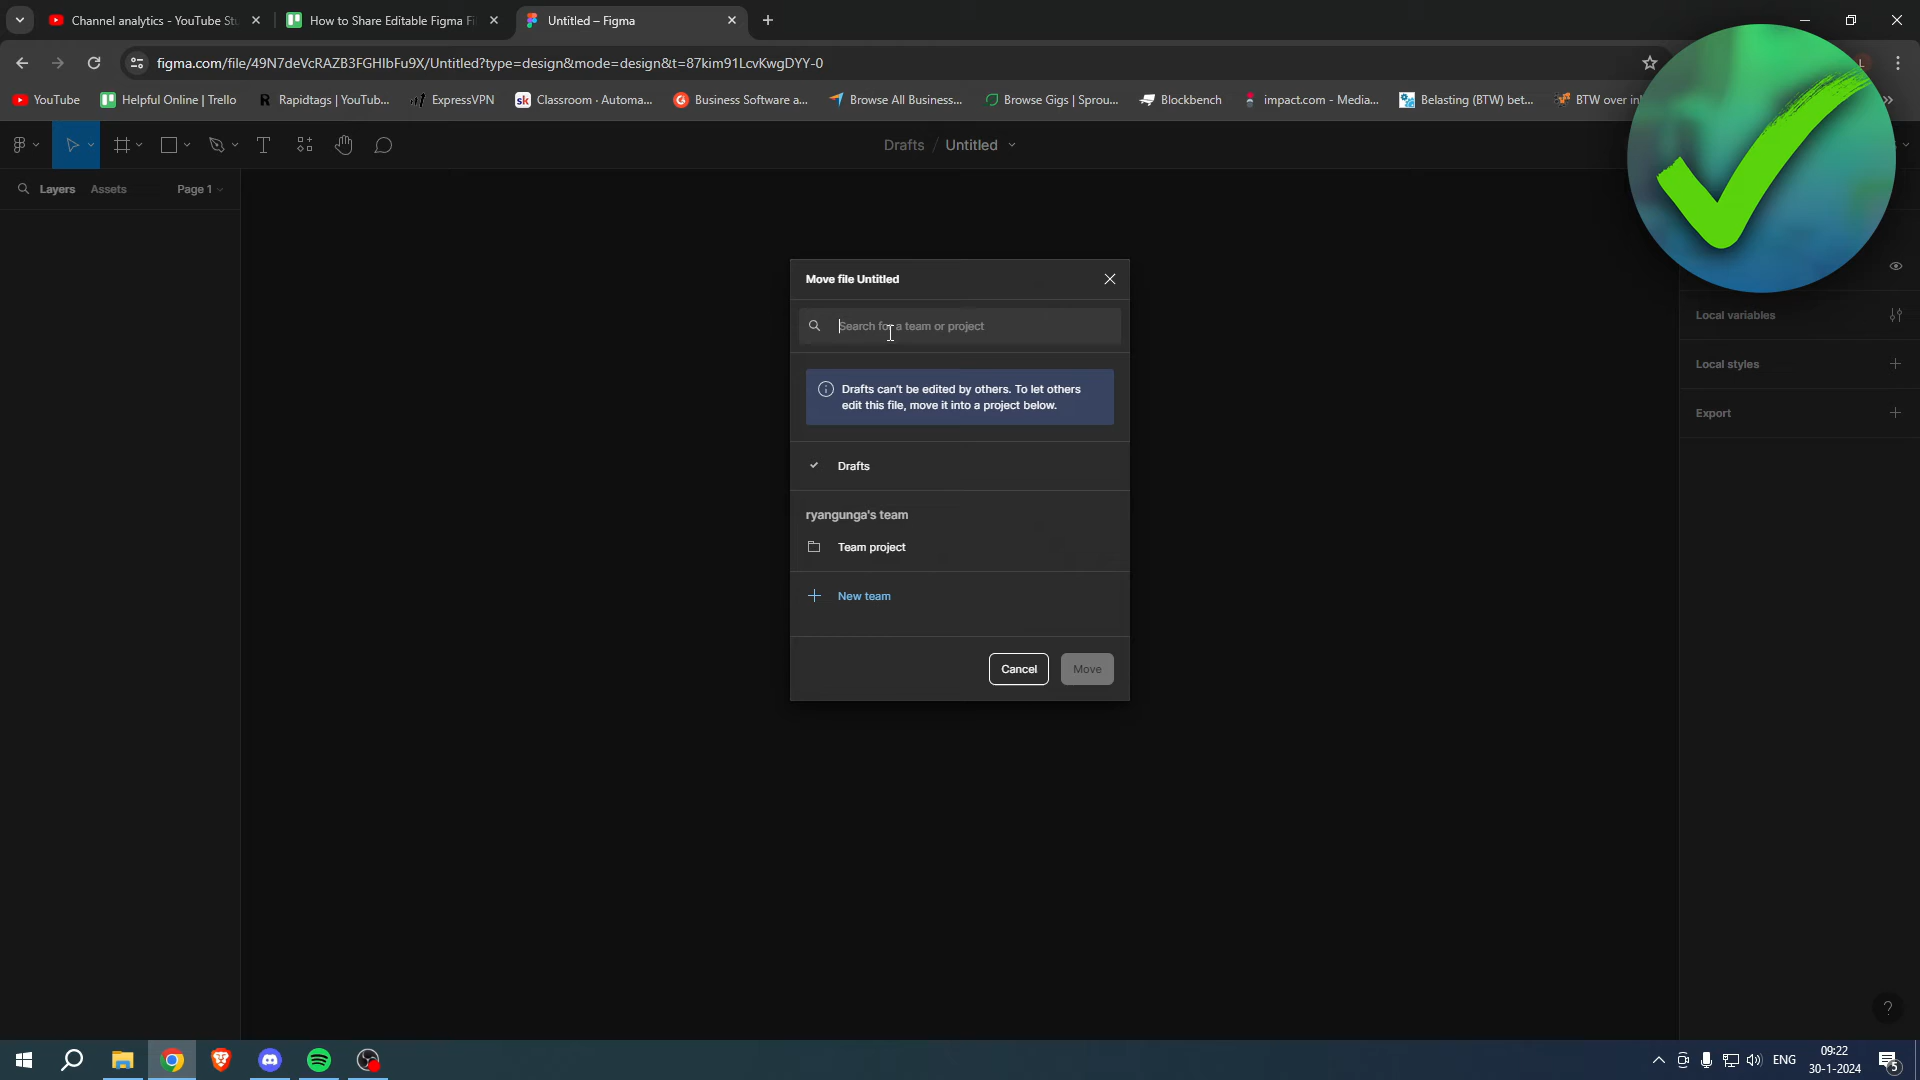 Channel analytics - YouTube Stu
How to Share Editable Figma Fi
Untitled – Figma
figma.com/file/49N7deVcRAZB3FGHIbFu9X/Untitled?type=design&mode=design&t=87kim91LcvKwgDYY-0
YouTube
Helpful Online | Trello
Rapidtags | YouTub...
ExpressVPN
Classroom · Automa...
Business Software a...
Browse All Business...
Browse Gigs | Sprou...
Blockbench
impact.com - Media...
Belasting (BTW) bet...
BTW over in
Drafts / Untitled
Layers
Assets
Page 1
Move file Untitled
Search for a team or project
Drafts can't be edited by others. To let others
edit this file, move it into a project below.
Drafts
ryangunga's team
Team project
New team
Cancel
Move
Local variables
Local styles
Export
?
ENG
09:22
30-1-2024
5